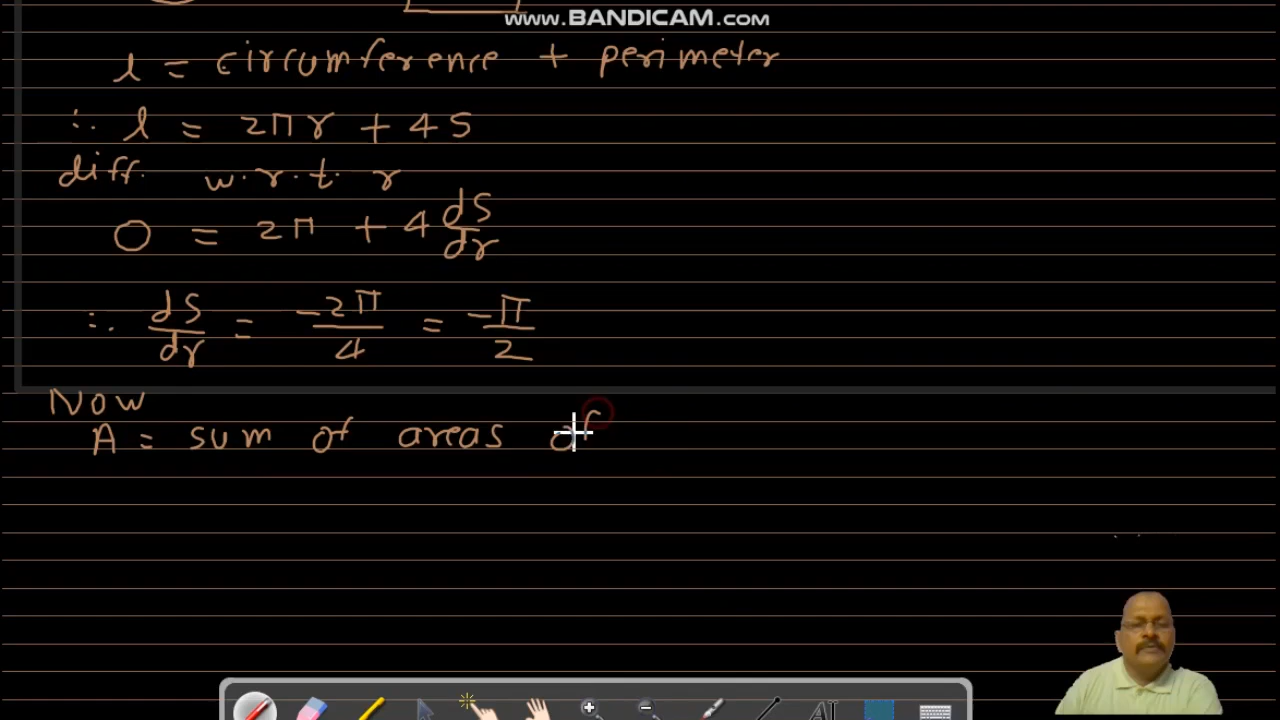 WWW.BANDICAM.COM
l = circumference + perimeter
∴ l = 2πr + 4s
diff. w.r.t. r
0 = 2π + 4 ds/dr
∴ ds/dr = -2π/4 = -π/2
Now
A = sum of areas of